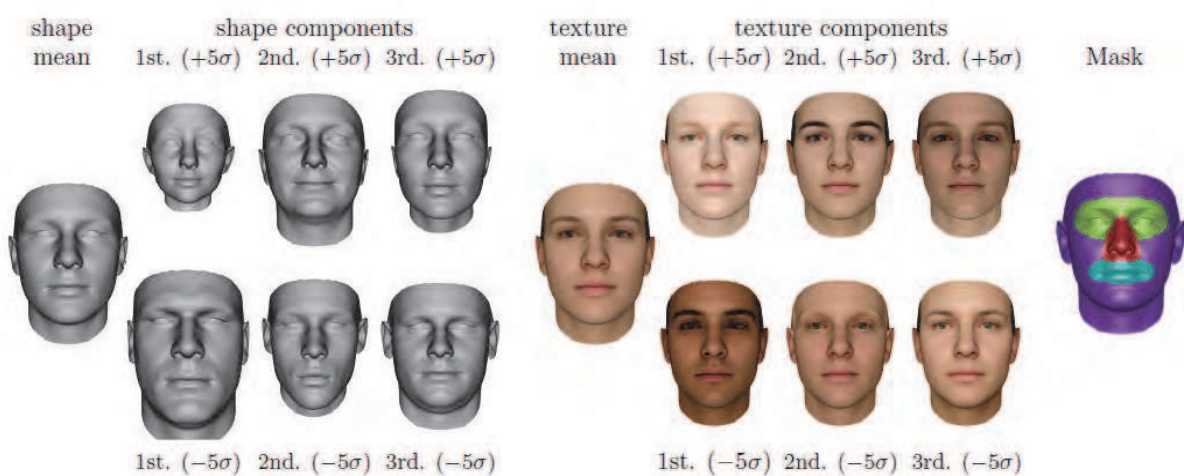 shape shape components texture texture components
mean 1st. (+5σ) 2nd. (+5σ) 3rd. (+5σ) mean 1st. (+5σ) 2nd. (+5σ) 3rd. (+5σ) Mask
1st. (−5σ) 2nd. (−5σ) 3rd. (−5σ) 1st. (−5σ) 2nd. (−5σ) 3rd. (−5σ)